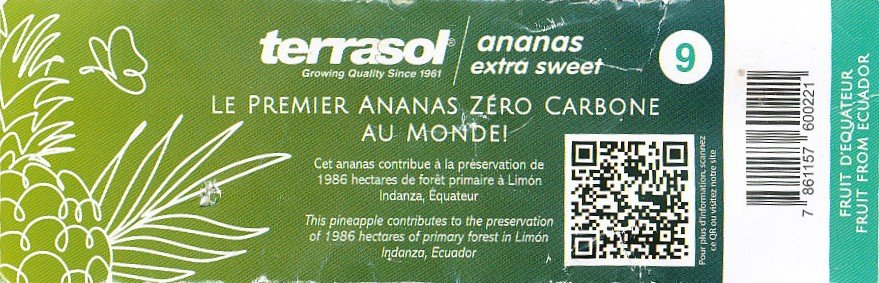 terrasol®
Growing Quality Since 1961
ananas
extra sweet
9
LE PREMIER ANANAS ZÉRO CARBONE
AU MONDE!
Cet ananas contribue à la préservation de
1986 hectares de forêt primaire à Limón
Indanza, Équateur
This pineapple contributes to the preservation
of 1986 hectares of primary forest in Limón
Indanza, Ecuador
Pour plus d'information, scannez
ce QR ou visitez notre site
7 861157 600221
FRUIT D'EQUATEUR
FRUIT FROM ECUADOR